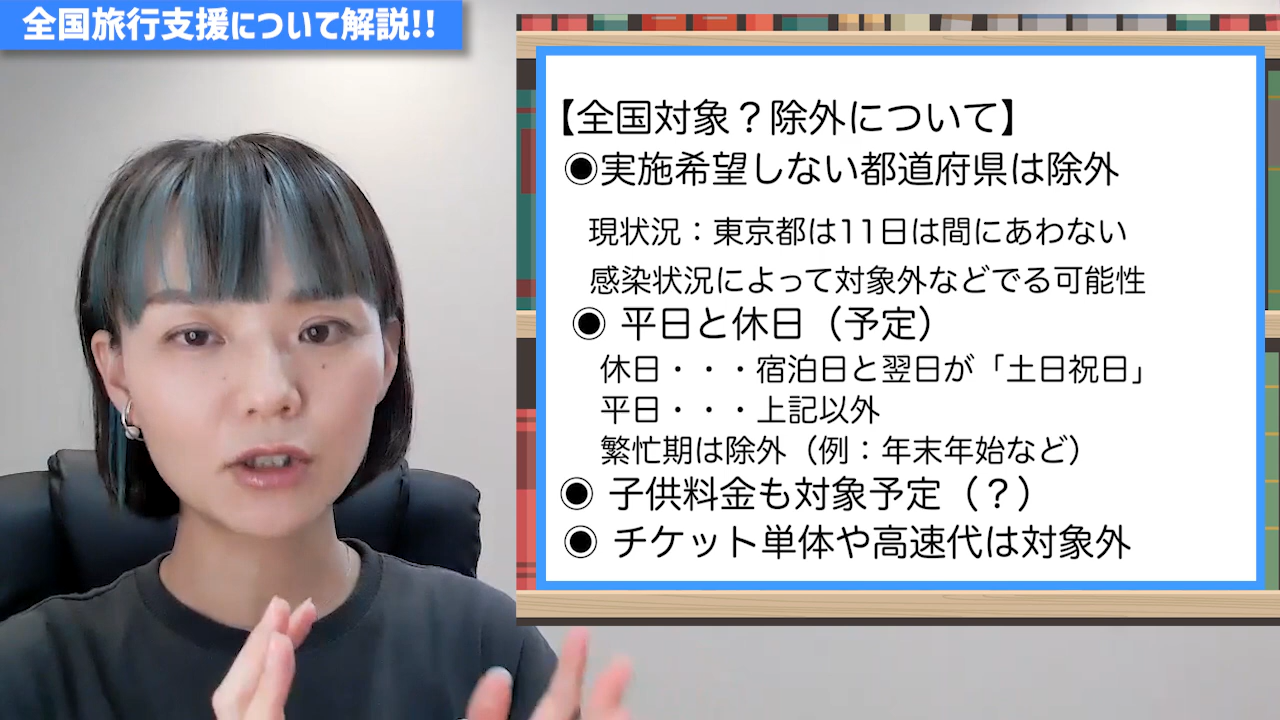 全国旅行支援について解説!!
【全国対象？除外について】
◉実施希望しない都道府県は除外
現状況：東京都は11日は間にあわない
感染状況によって対象外などでる可能性
◉ 平日と休日（予定）
休日・・・宿泊日と翌日が「土日祝日」
平日・・・上記以外
繁忙期は除外（例：年末年始など）
◉ 子供料金も対象予定（？）
◉ チケット単体や高速代は対象外